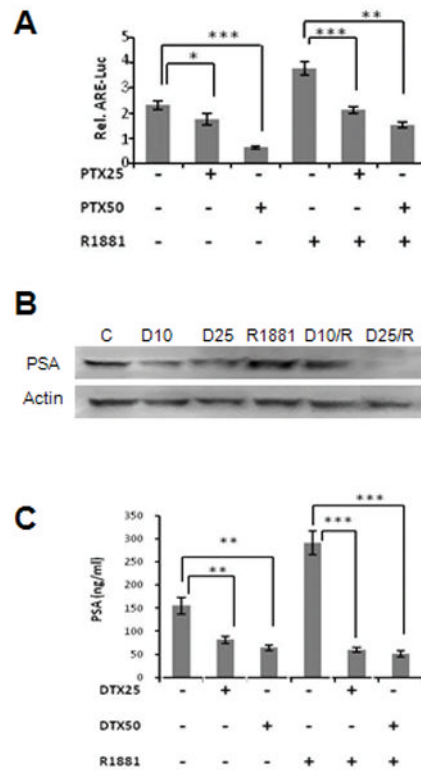 A
***
**
*
***
Rel. ARE-Luc
5
4
3
2
1
0
PTX25 - + - - + -
PTX50 - - + - - +
R1881 - - - + + +
B
C D10 D25 R1881 D10/R D25/R
PSA
Actin
C
***
**
***
**
PSA (ng/ml)
350
300
250
200
150
100
50
0
DTX25 - + - - + -
DTX50 - - + - - +
R1881 - - - + + +